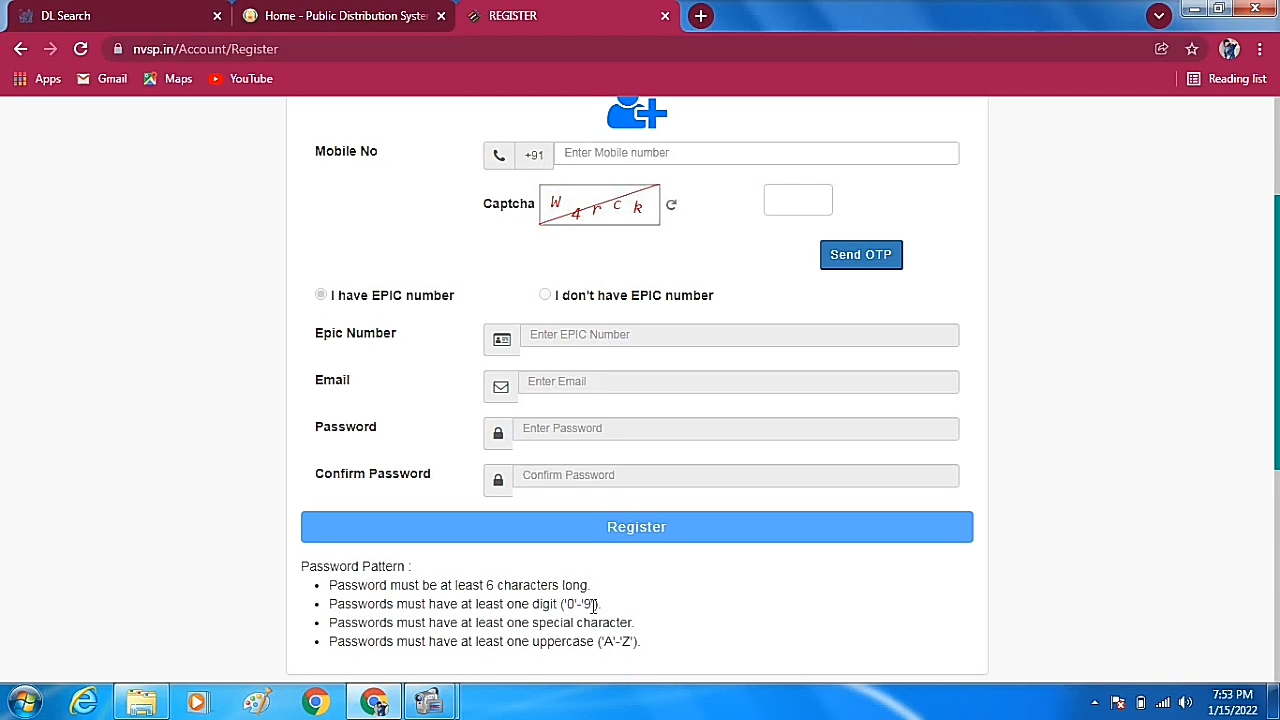 DL Search
Home - Public Distribution Syste
REGISTER
nvsp.in/Account/Register
Apps
Gmail
Maps
YouTube
Reading list
Mobile No
+91
Enter Mobile number
Captcha
W 4 r c k
Send OTP
I have EPIC number
I don't have EPIC number
Epic Number
Enter EPIC Number
Email
Enter Email
Password
Enter Password
Confirm Password
Confirm Password
Register
Password Pattern :
• Password must be at least 6 characters long.
• Passwords must have at least one digit ('0'-'9').
• Passwords must have at least one special character.
• Passwords must have at least one uppercase ('A'-'Z').
7:53 PM
1/15/2022